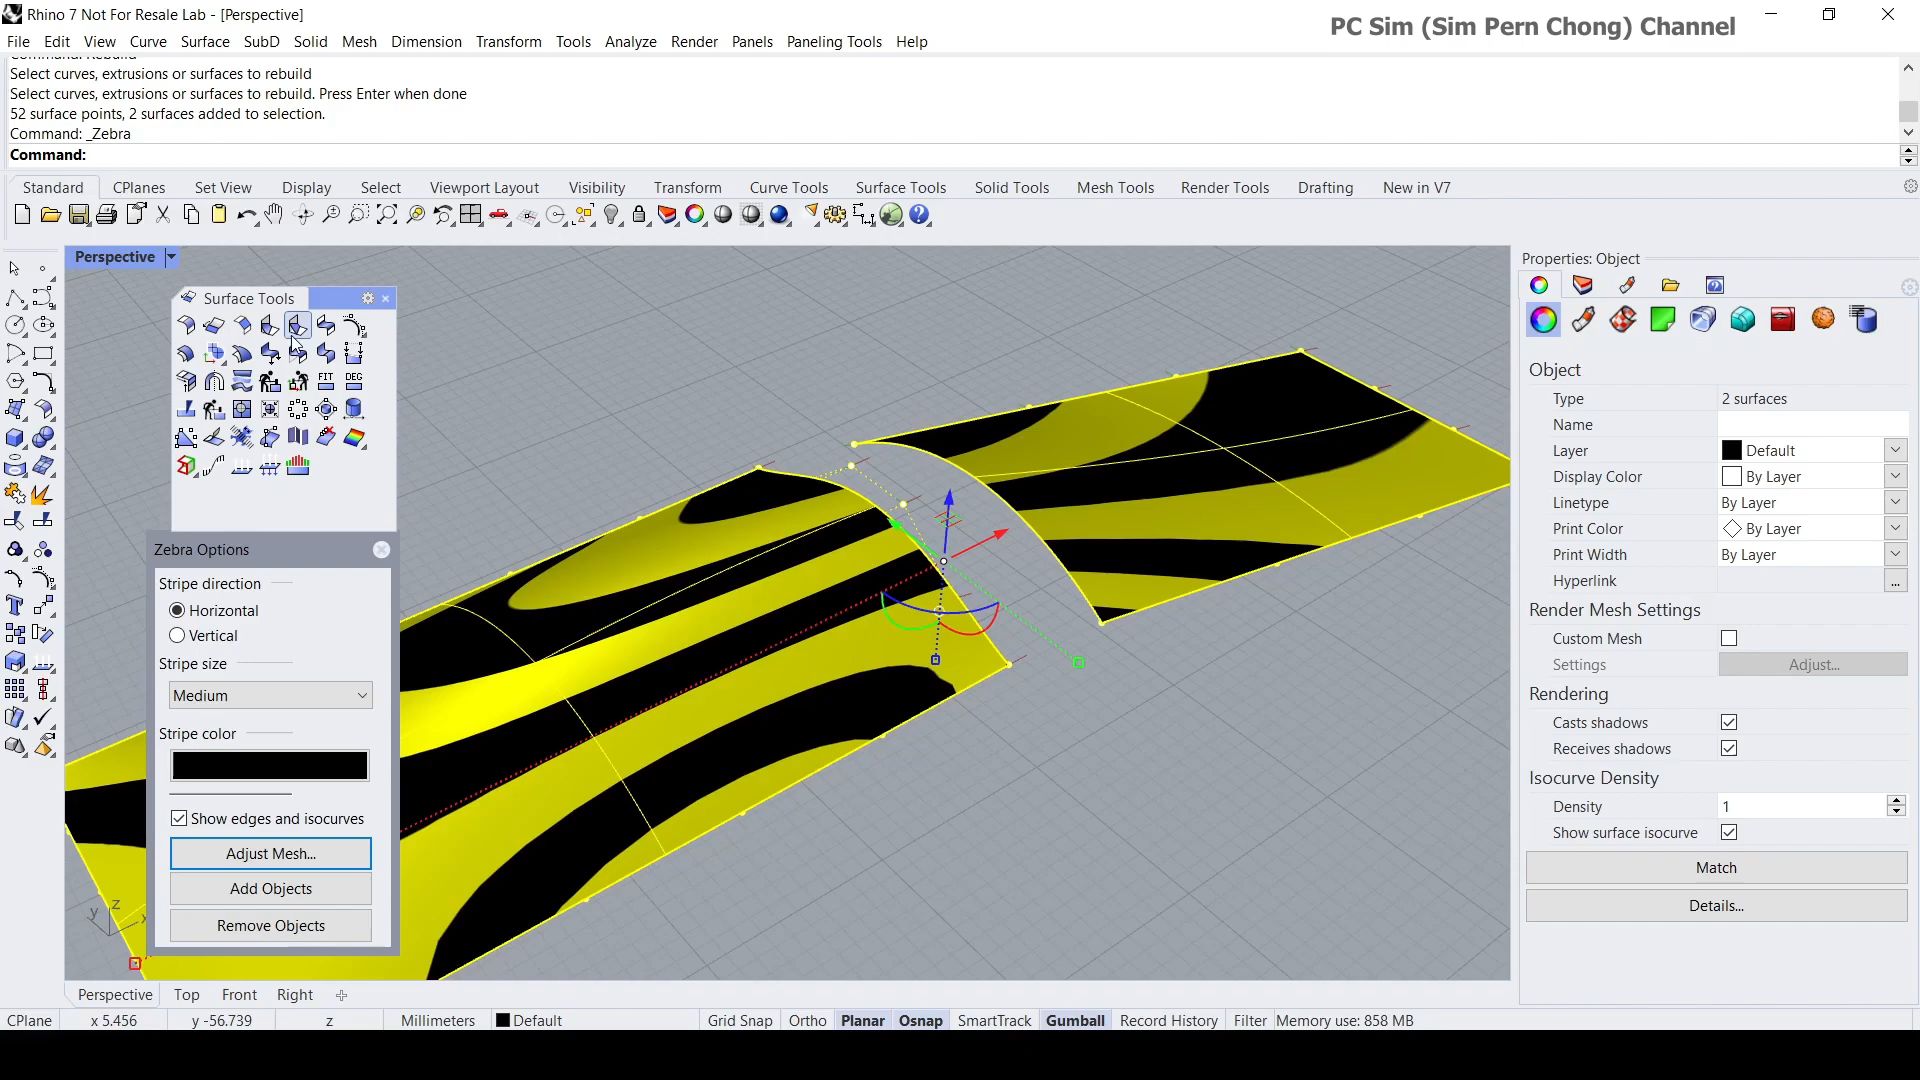 Rhino 7 Not For Resale Lab - [Perspective]
PC Sim (Sim Pern Chong) Channel
File Edit View Curve Surface SubD Solid Mesh Dimension Transform Tools Analyze Render Panels Paneling Tools Help
Select curves, extrusions or surfaces to rebuild
Select curves, extrusions or surfaces to rebuild. Press Enter when done
52 surface points, 2 surfaces added to selection.
Command: _Zebra
Command:
Standard CPlanes Set View Display Select Viewport Layout Visibility Transform Curve Tools Surface Tools Solid Tools Mesh Tools Render Tools Drafting New in V7
Perspective
Surface Tools
FIT DEG
Zebra Options
Stripe direction
Horizontal
Vertical
Stripe size
Medium
Stripe color
Show edges and isocurves
Adjust Mesh...
Add Objects
Remove Objects
z
y
x
Properties: Object
Object
Type 2 surfaces
Name
Layer Default
Display Color By Layer
Linetype By Layer
Print Color By Layer
Print Width By Layer
Hyperlink ...
Render Mesh Settings
Custom Mesh
Settings Adjust...
Rendering
Casts shadows
Receives shadows
Isocurve Density
Density 1
Show surface isocurve
Match
Details...
Perspective Top Front Right
CPlane x 5.456 y -56.739 z Millimeters Default Grid Snap Ortho Planar Osnap SmartTrack Gumball Record History Filter Memory use: 858 MB